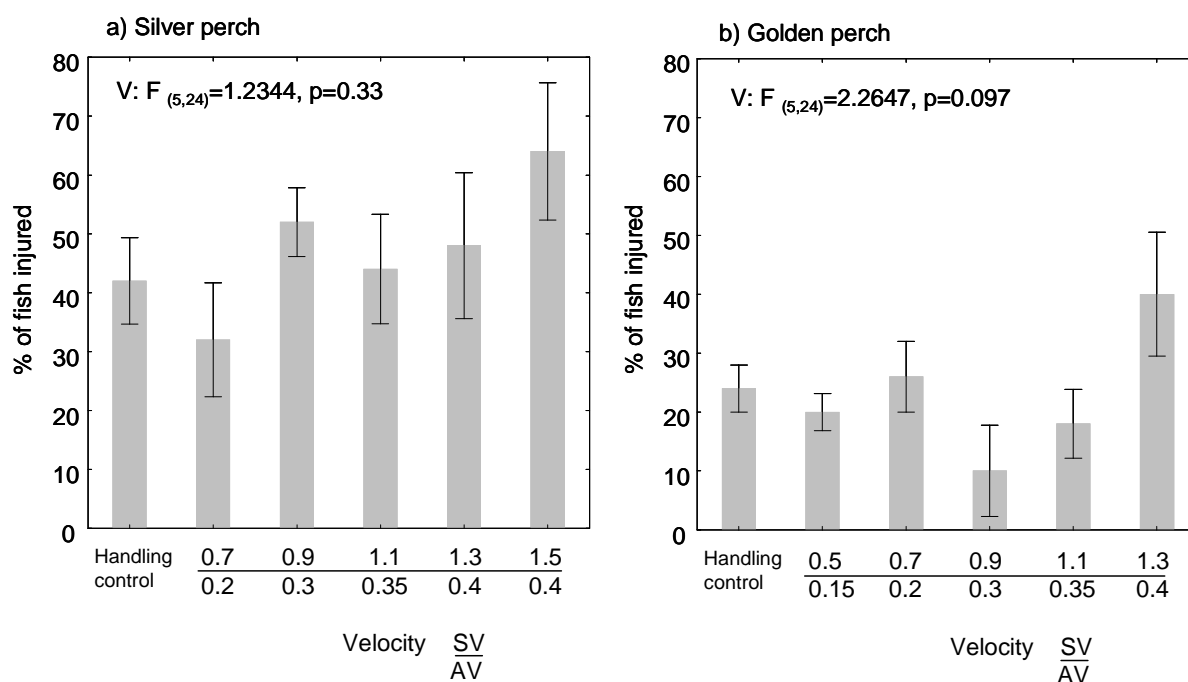 a) Silver perch
V: F (5,24)=1.2344, p=0.33
% of fish injured
80
70
60
50
40
30
20
10
0
Handling control
0.7 0.9 1.1 1.3 1.5
0.2 0.3 0.35 0.4 0.4
Velocity SV
AV
b) Golden perch
V: F (5,24)=2.2647, p=0.097
% of fish injured
80
70
60
50
40
30
20
10
0
Handling control
0.5 0.7 0.9 1.1 1.3
0.15 0.2 0.3 0.35 0.4
Velocity SV
AV